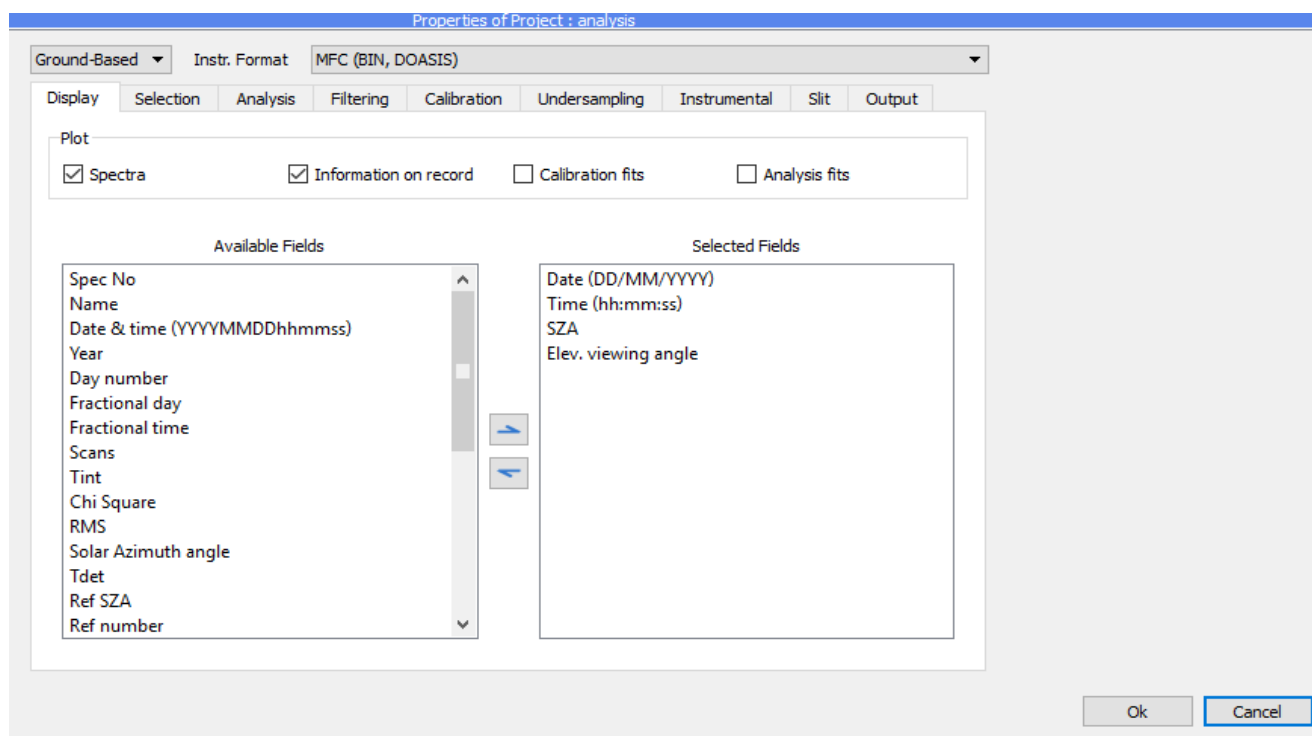 Properties of Project : analysis
Ground-Based Instr. Format MFC (BIN, DOASIS)
Display Selection Analysis Filtering Calibration Undersampling Instrumental Slit Output
Plot
Spectra Information on record Calibration fits Analysis fits
Available Fields
Spec No
Name
Date & time (YYYYMMDDhhmmss)
Year
Day number
Fractional day
Fractional time
Scans
Tint
Chi Square
RMS
Solar Azimuth angle
Tdet
Ref SZA
Ref number
Selected Fields
Date (DD/MM/YYYY)
Time (hh:mm:ss)
SZA
Elev. viewing angle
Ok Cancel